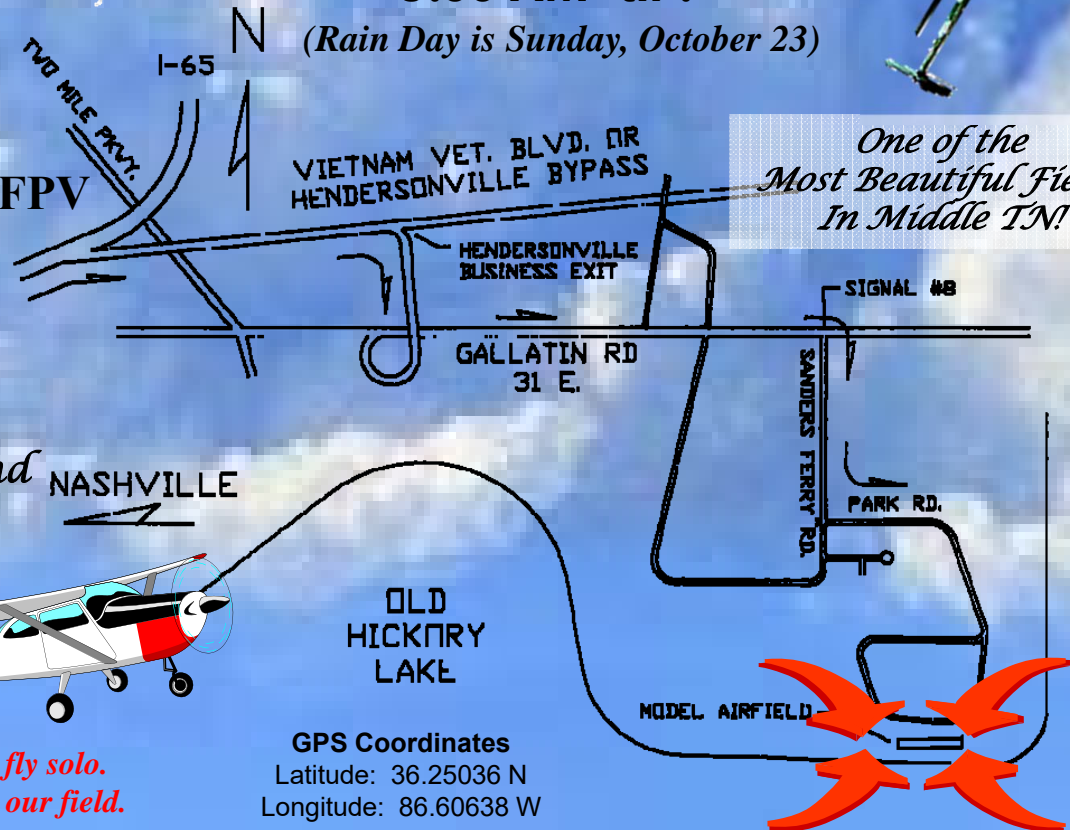 (Rain Day is Sunday, October 23)
N
I-65
TWO MILE PKWY.
VIETNAM VET. BLVD. OR
HENDERSONVILLE BYPASS
One of the
Most Beautiful Fie
In Middle TN!
FPV
HENDERSONVILLE
BUSINESS EXIT
SIGNAL #8
GALLATIN RD
31 E.
SANDERS FERRY RD.
nd
NASHVILLE
PARK RD.
OLD
HICKORY
LAKE
MODEL AIRFIELD
GPS Coordinates
Latitude: 36.25036 N
Longitude: 86.60638 W
fly solo.
our field.